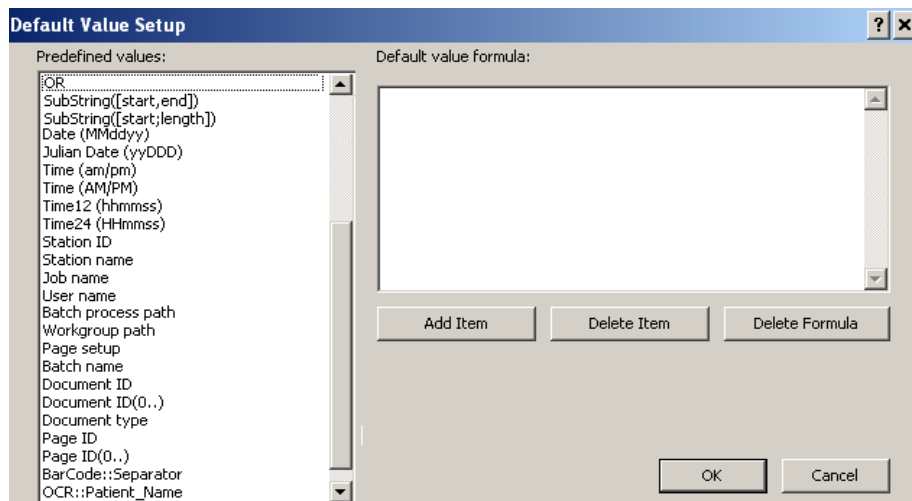 Default Value Setup
Predefined values:
OR
SubString([start,end])
SubString([start;length])
Date (MMddyy)
Julian Date (yyDDD)
Time (am/pm)
Time (AM/PM)
Time12 (hhmmss)
Time24 (HHmmss)
Station ID
Station name
Job name
User name
Batch process path
Workgroup path
Page setup
Batch name
Document ID
Document ID(0..)
Document type
Page ID
Page ID(0..)
BarCode::Separator
OCR::Patient_Name
Default value formula:
Add Item
Delete Item
Delete Formula
OK
Cancel